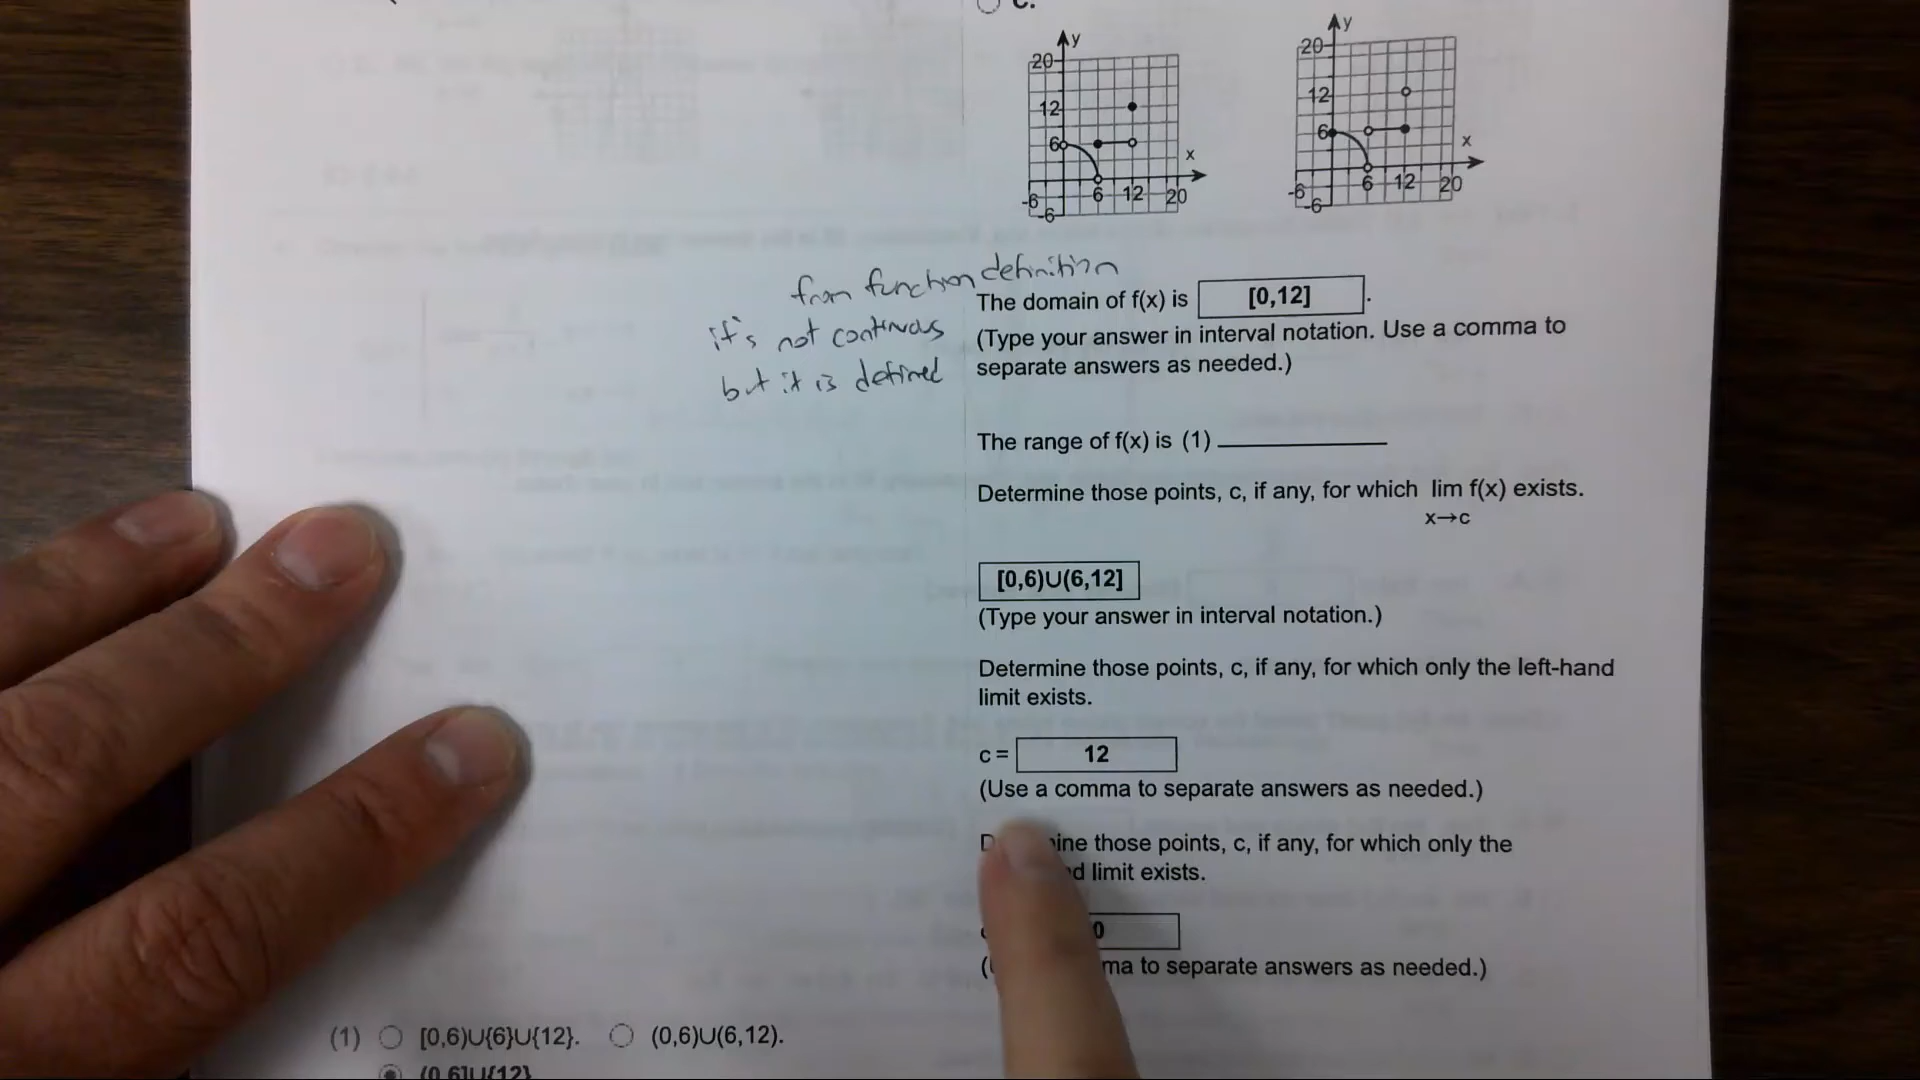 C.
y
20
12
6
x
-6
6
12
20
-6
y
20
12
6
x
-6
6
12
20
-6
from function definition
it's not continuous
but it is defined
The domain of f(x) is [0,12].
(Type your answer in interval notation. Use a comma to
separate answers as needed.)
The range of f(x) is (1)
Determine those points, c, if any, for which lim f(x) exists.
x→c
[0,6)∪(6,12]
(Type your answer in interval notation.)
Determine those points, c, if any, for which only the left-hand
limit exists.
c = 12
(Use a comma to separate answers as needed.)
ine those points, c, if any, for which only the
d limit exists.
0
ma to separate answers as needed.)
(1) [0,6)∪{6}∪{12}. (0,6)∪(6,12).
(0,6]∪{12}